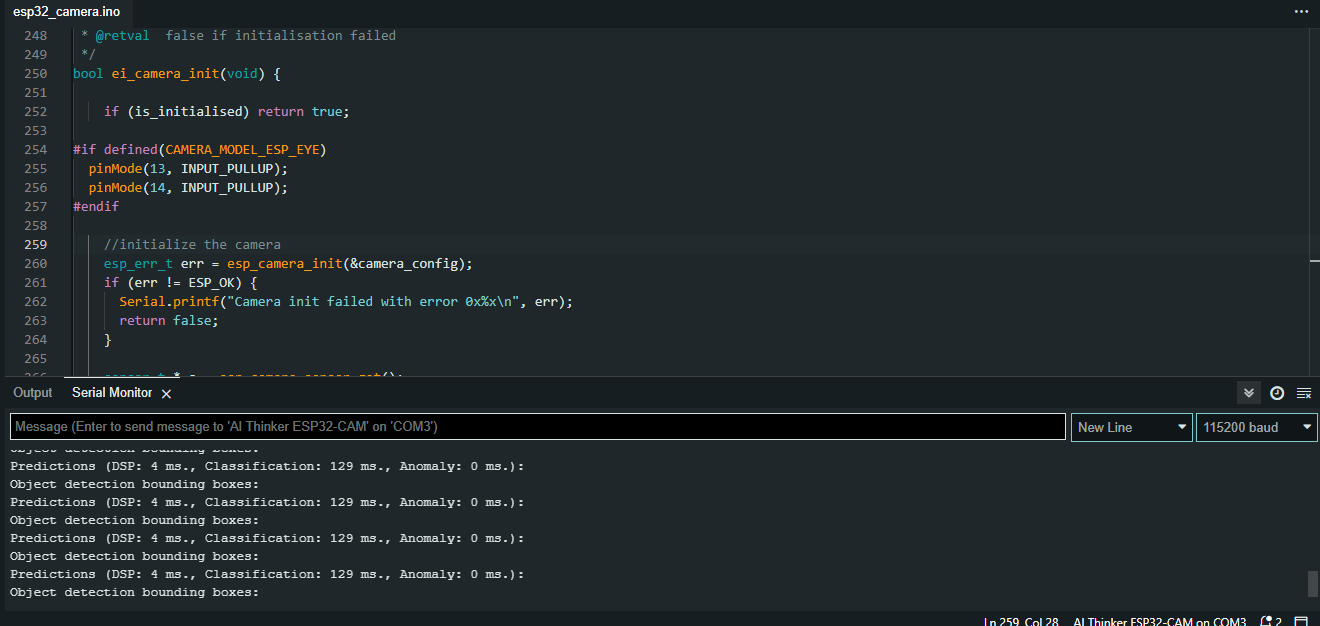 esp32_camera.ino
248 * @retval  false if initialisation failed
249 */
250 bool ei_camera_init(void) {
251
252 if (is_initialised) return true;
253
254 #if defined(CAMERA_MODEL_ESP_EYE)
255 pinMode(13, INPUT_PULLUP);
256 pinMode(14, INPUT_PULLUP);
257 #endif
258
259 //initialize the camera
260 esp_err_t err = esp_camera_init(&camera_config);
261 if (err != ESP_OK) {
262 Serial.printf("Camera init failed with error 0x%x\n", err);
263 return false;
264 }
265
Output Serial Monitor
Message (Enter to send message to 'AI Thinker ESP32-CAM' on 'COM3') New Line 115200 baud
Object detection bounding boxes:
Predictions (DSP: 4 ms., Classification: 129 ms., Anomaly: 0 ms.):
Object detection bounding boxes:
Predictions (DSP: 4 ms., Classification: 129 ms., Anomaly: 0 ms.):
Object detection bounding boxes:
Predictions (DSP: 4 ms., Classification: 129 ms., Anomaly: 0 ms.):
Object detection bounding boxes:
Predictions (DSP: 4 ms., Classification: 129 ms., Anomaly: 0 ms.):
Object detection bounding boxes:
Ln 259, Col 28 AI Thinker ESP32-CAM on COM3 2